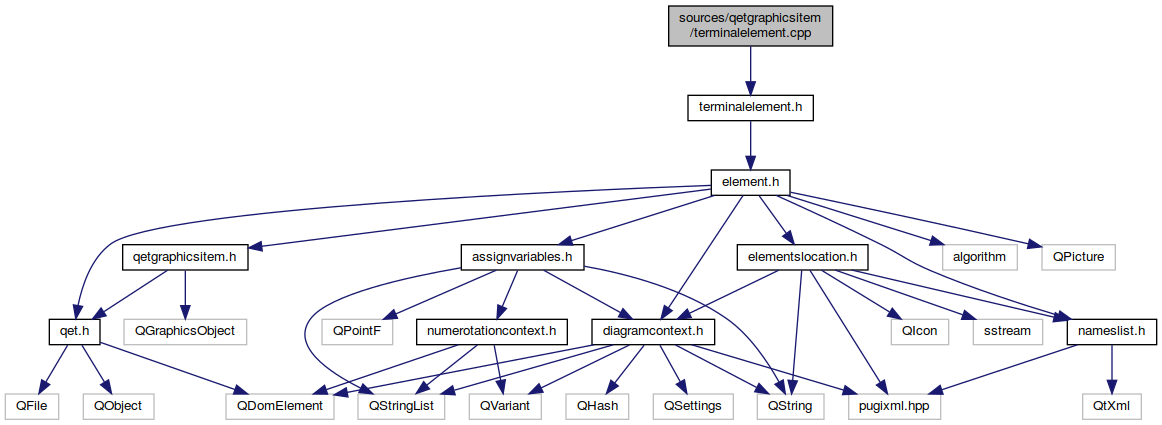 sources/qetgraphicsitem
/terminalelement.cpp
terminalelement.h
element.h
qetgraphicsitem.h
assignvariables.h
elementslocation.h
algorithm
QPicture
qet.h
QGraphicsObject
QPointF
numerotationcontext.h
diagramcontext.h
QIcon
sstream
nameslist.h
QFile
QObject
QDomElement
QStringList
QVariant
QHash
QSettings
QString
pugixml.hpp
QtXml